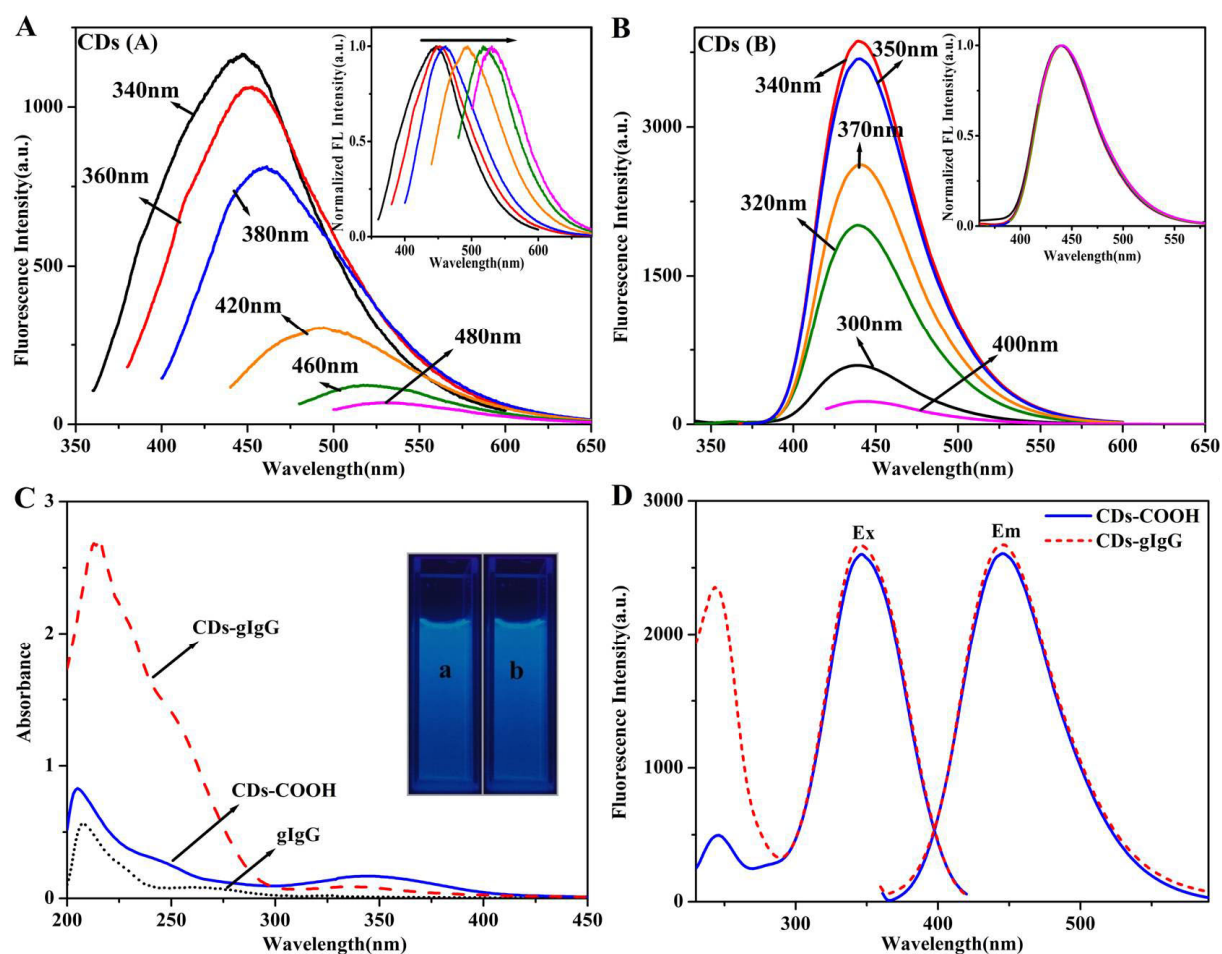 A
CDs (A)
340nm
360nm
380nm
420nm
460nm
480nm
Fluorescence Intensity(a.u.)
0
500
1000
350
400
450
500
550
600
650
Wavelength(nm)
Normalized FL Intensity(a.u.)
0.0
0.5
1.0
400
500
600
Wavelength(nm)
B
CDs (B)
340nm
350nm
370nm
320nm
300nm
400nm
Fluorescence Intensity(a.u.)
0
1500
3000
350
400
450
500
550
600
650
Wavelength(nm)
Normalized FL Intensity(a.u.)
0.0
0.5
1.0
400
450
500
550
Wavelength(nm)
C
CDs-gIgG
CDs-COOH
gIgG
a
b
Absorbance
0
1
2
3
200
250
300
350
400
450
Wavelength(nm)
D
Ex
Em
CDs-COOH
CDs-gIgG
Fluorescence Intensity(a.u.)
0
1000
2000
3000
300
400
500
Wavelength(nm)